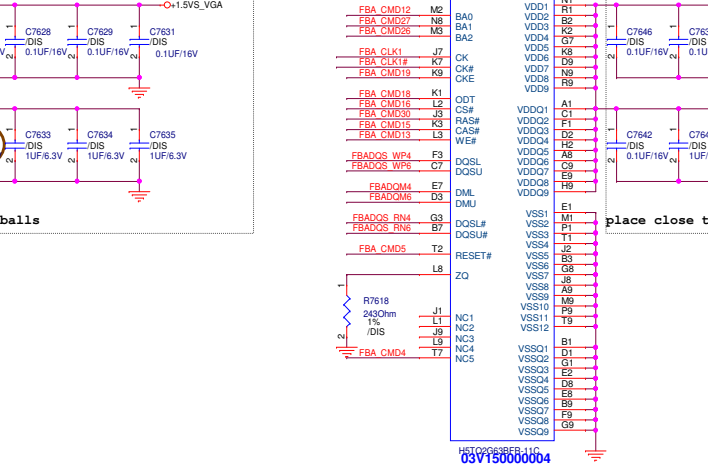 +1.5VS_VGA
C7628
/DIS
0.1UF/16V
C7629
/DIS
0.1UF/16V
C7631
/DIS
0.1UF/16V
C7633
/DIS
1UF/6.3V
C7634
/DIS
1UF/6.3V
C7635
/DIS
1UF/6.3V
balls
FBA_CMD12 M2 BA0
FBA_CMD27 N8 BA1
FBA_CMD26 M3 BA2
FBA_CLK1 J7 CK
FBA_CLK1# K7 CK#
FBA_CMD19 K9 CKE
FBA_CMD18 K1 ODT
FBA_CMD16 L2 CS#
FBA_CMD30 J3 RAS#
FBA_CMD15 K3 CAS#
FBA_CMD13 L3 WE#
FBADQS_WP4 F3 DQSL
FBADQS_WP6 C7 DQSU
FBADQM4 E7 DML
FBADQM6 D3 DMU
FBADQS_RN4 G3 DQSL#
FBADQS_RN6 B7 DQSU#
FBA_CMD5 T2 RESET#
L8 ZQ
R7618
243Ohm
1%
/DIS
J1 NC1
L1 NC2
J9 NC3
L9 NC4
FBA_CMD4 T7 NC5
VDD1 N1
VDD2 R1
VDD3 B2
VDD4 K2
VDD5 G7
VDD6 K8
VDD7 D9
VDD8 N9
VDD9 R9
VDDQ1 A1
VDDQ2 C1
VDDQ3 F1
VDDQ4 D2
VDDQ5 H2
VDDQ6 A8
VDDQ7 C9
VDDQ8 E9
VDDQ9 H9
VSS1 E1
VSS2 M1
VSS3 P1
VSS4 T1
VSS5 J2
VSS6 B3
VSS7 G8
VSS8 J8
VSS9 A9
VSS10 M9
VSS11 P9
VSS12 T9
VSSQ1 B1
VSSQ2 D1
VSSQ3 G1
VSSQ4 E2
VSSQ5 D8
VSSQ6 E8
VSSQ7 B9
VSSQ8 F9
VSSQ9 G9
H5TQ2G63BFR-11C
03V150000004
C7646
/DIS
0.1UF/16V
C763
/DIS
0.1U
C7642
/DIS
0.1UF/16V
C764
/DIS
1UF/6
place close t